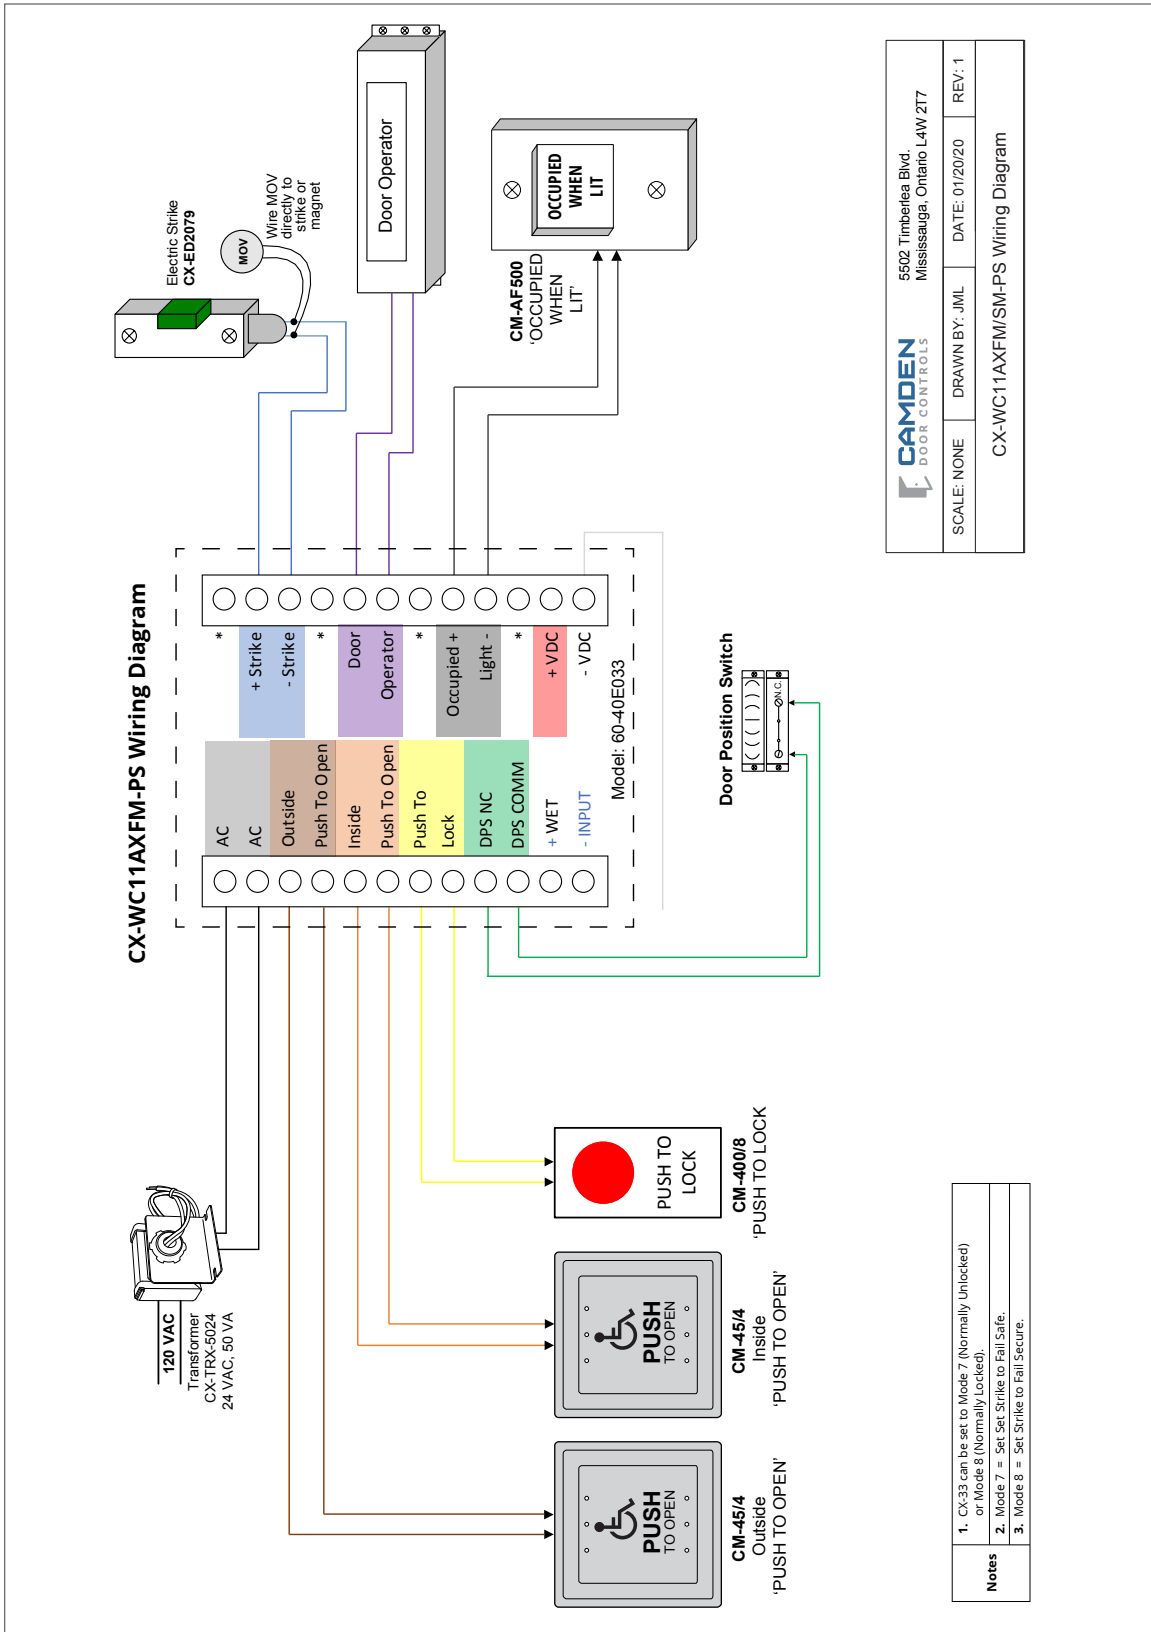 CX-WC11AXFM-PS Wiring Diagram
120 VAC
Transformer
CX-TRX-5024
24 VAC, 50 VA
AC
AC
Outside
Push To Open
Inside
Push To Open
Push To
Lock
DPS NC
DPS COMM
+ WET
- INPUT
*
+ Strike
- Strike
*
Door
Operator
*
Occupied +
Light -
*
+ VDC
- VDC
Model: 60-40E033
Electric Strike
CX-ED2079
MOV
Wire MOV
directly to
strike or
magnet
Door Operator
CM-AF500
‘OCCUPIED
WHEN
LIT’
OCCUPIED
WHEN
LIT
PUSH
TO OPEN
CM-45/4
Outside
‘PUSH TO OPEN’
PUSH
TO OPEN
CM-45/4
Inside
‘PUSH TO OPEN’
PUSH TO
LOCK
CM-400/8
‘PUSH TO LOCK
Door Position Switch
N.C.
Notes
1. CX-33 can be set to Mode 7 (Normally Unlocked)
or Mode 8 (Normally Locked).
2. Mode 7 = Set Set Strike to Fail Safe.
3. Mode 8 = Set Strike to Fail Secure.
CAMDEN
DOOR CONTROLS
5502 Timberlea Blvd.
Mississauga, Ontario L4W 2T7
SCALE: NONE
DRAWN BY: JML
DATE: 01/20/20
REV: 1
CX-WC11AXFM/SM-PS Wiring Diagram